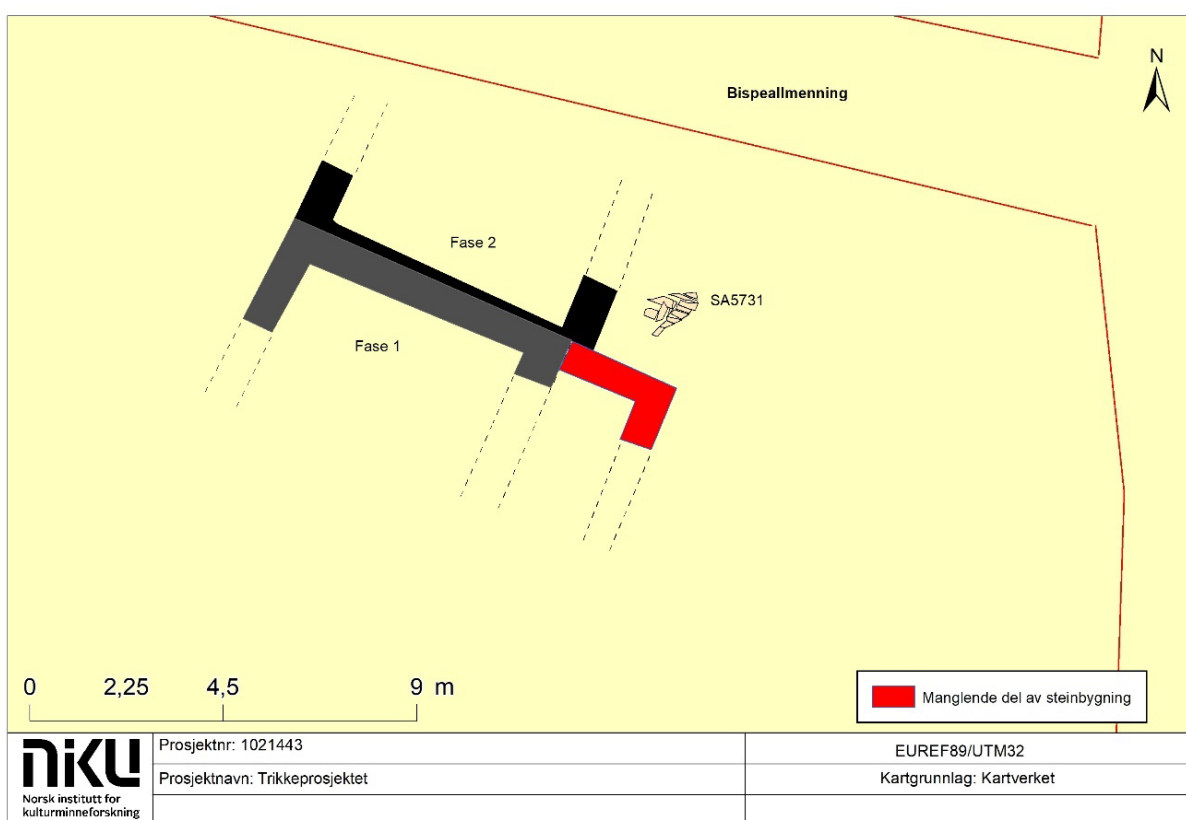 N
Bispeallmenning
Fase 2
SA5731
Fase 1
0 2,25 4,5 9 m
Manglende del av steinbygning
niku
Norsk institutt for
kulturminneforskning
Prosjektnr: 1021443
Prosjektnavn: Trikkeprosjektet
EUREF89/UTM32
Kartgrunnlag: Kartverket